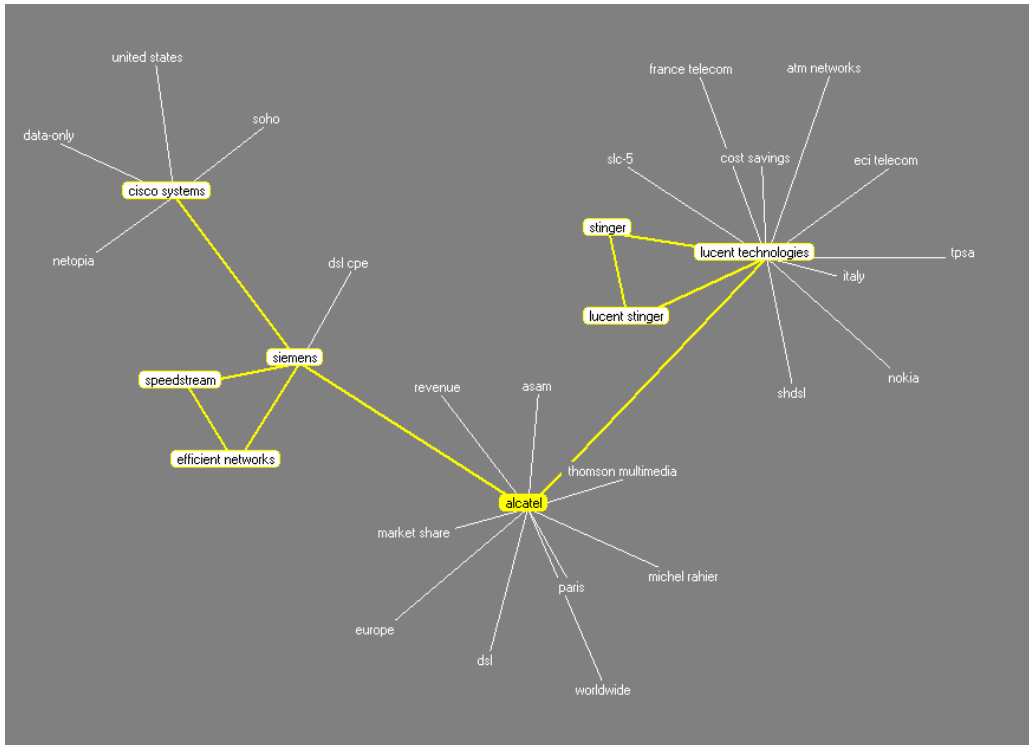 united states
france telecom
atm networks
soho
data-only
slc-5
cost savings
eci telecom
cisco systems
stinger
lucent technologies
tpsa
netopia
dsl cpe
italy
lucent stinger
siemens
speedstream
nokia
revenue
asam
shdsl
efficient networks
thomson multimedia
alcatel
market share
michel rahier
paris
europe
dsl
worldwide